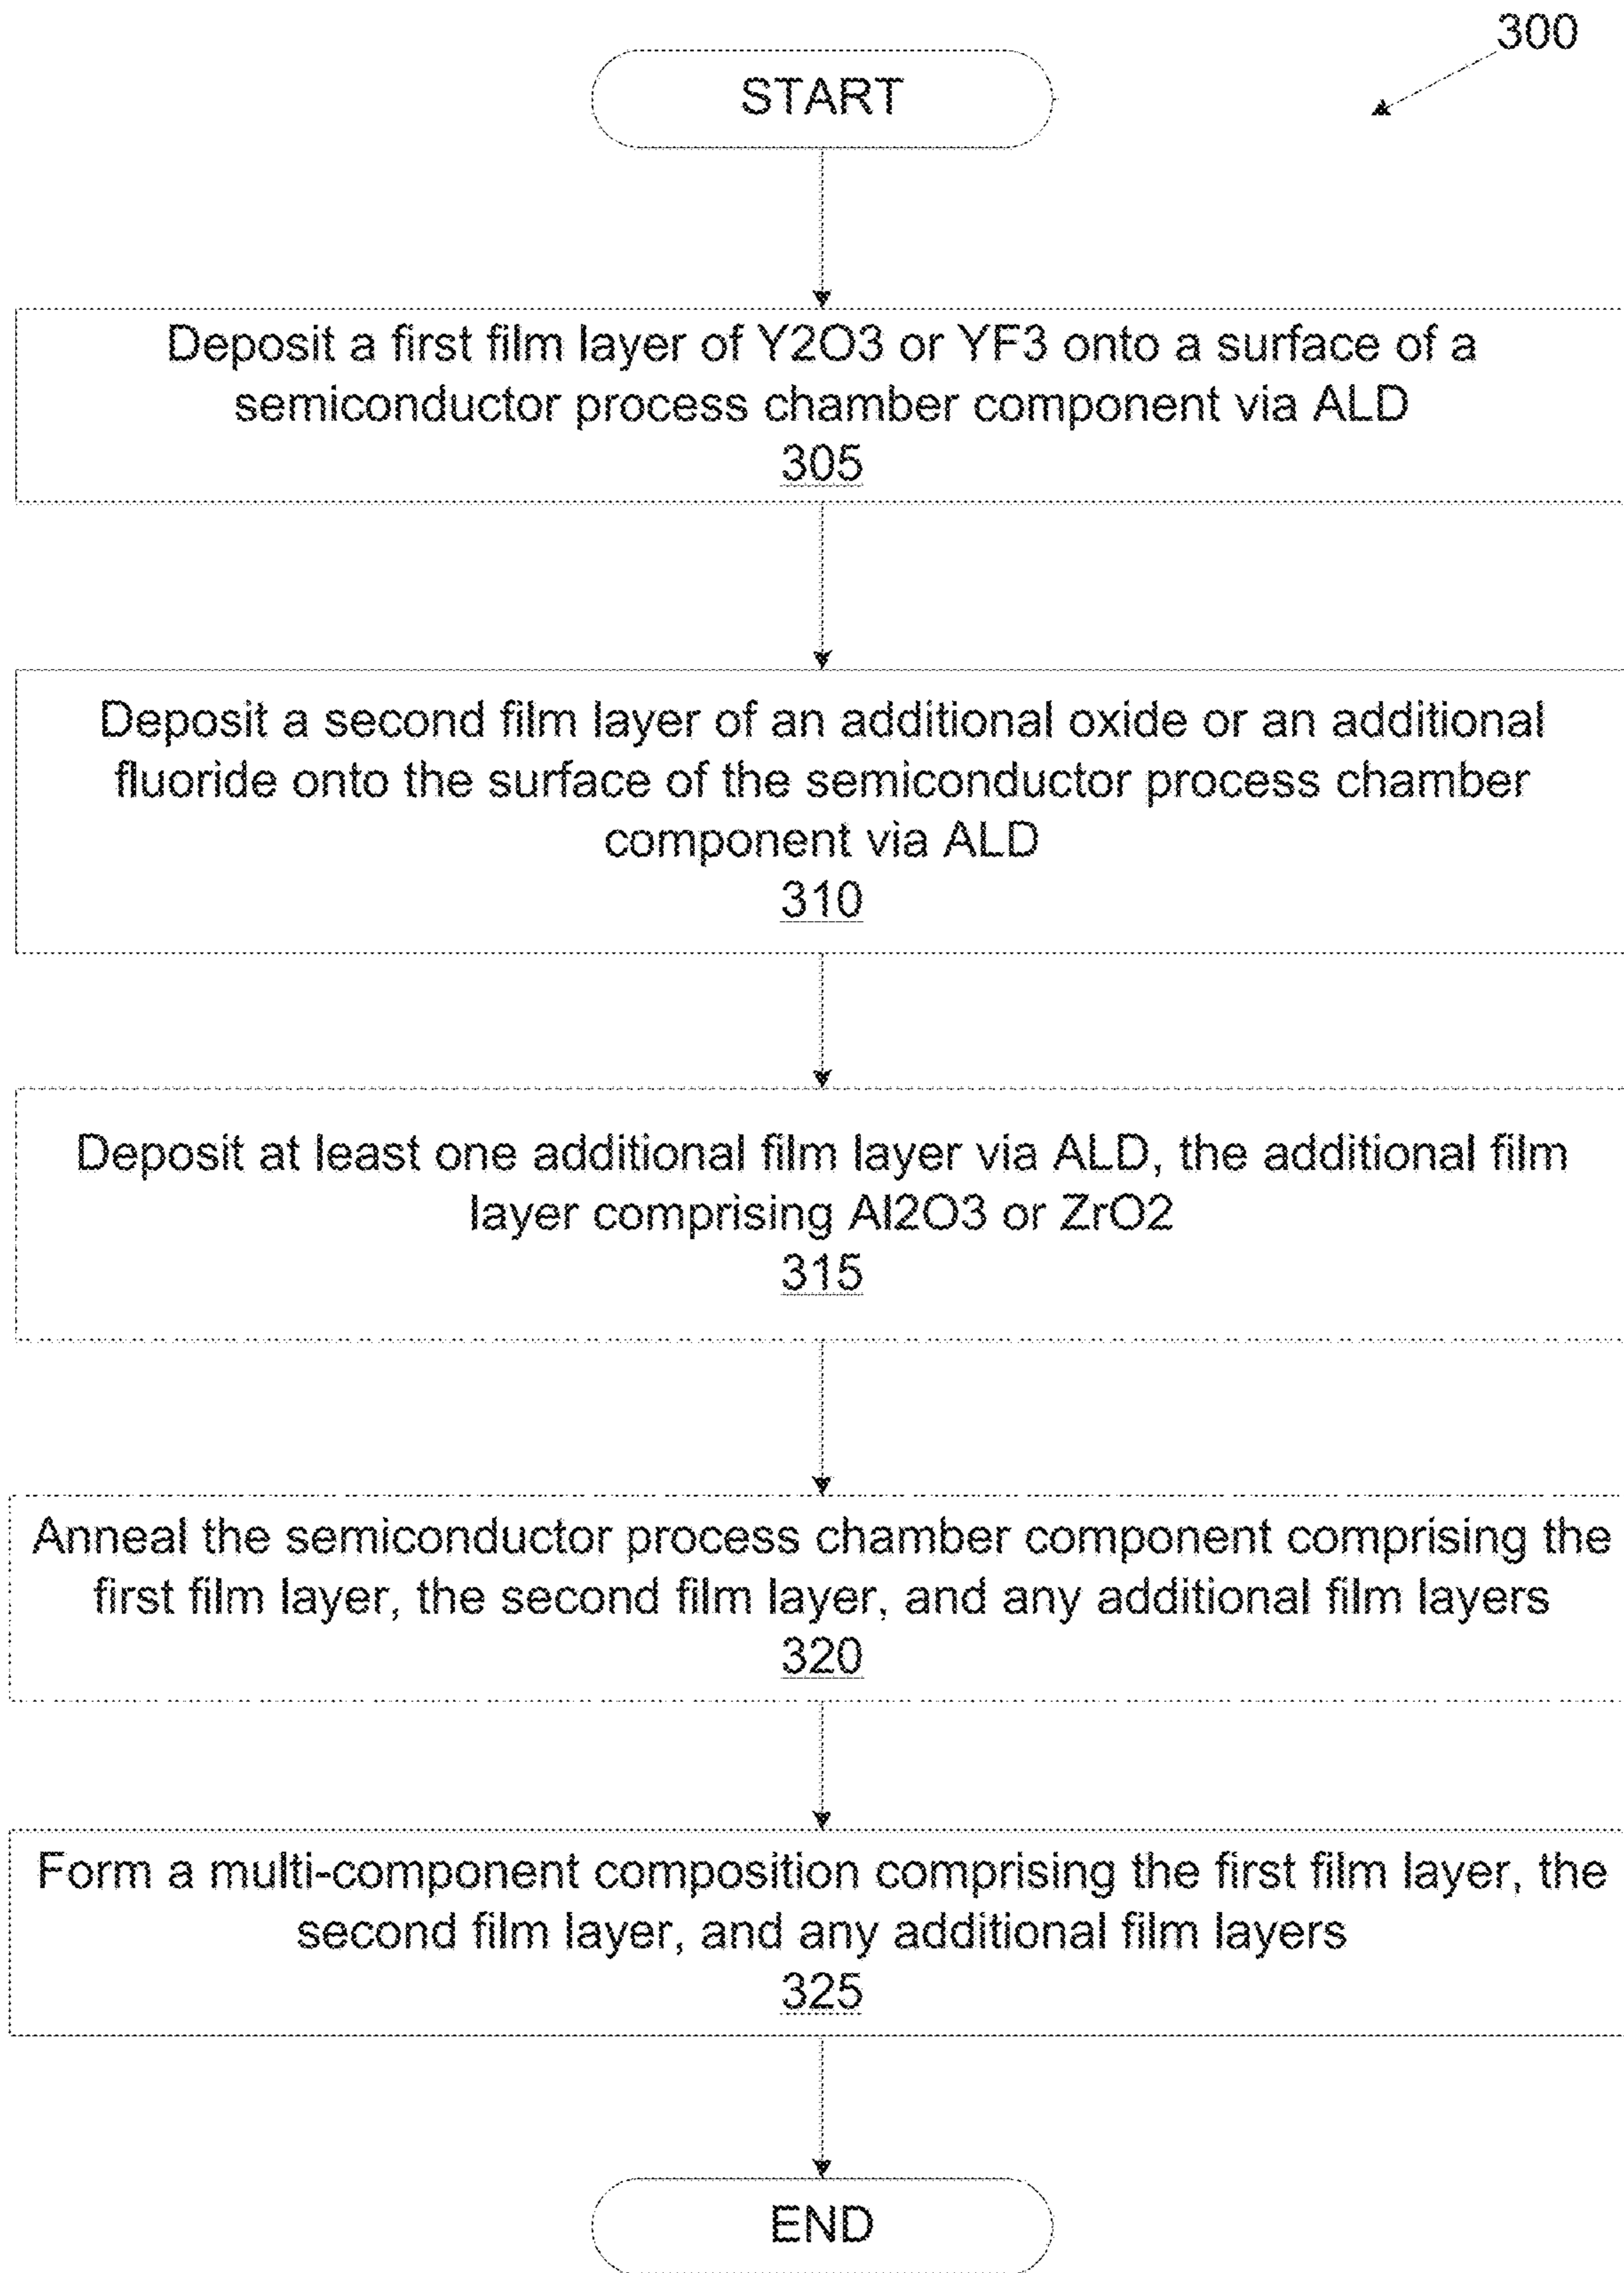 300
START
Deposit a first film layer of Y2O3 or YF3 onto a surface of a
semiconductor process chamber component via ALD
305
Deposit a second film layer of an additional oxide or an additional
fluoride onto the surface of the semiconductor process chamber
component via ALD
310
Deposit at least one additional film layer via ALD, the additional film
layer comprising Al2O3 or ZrO2
315
Anneal the semiconductor process chamber component comprising the
first film layer, the second film layer, and any additional film layers
320
Form a multi-component composition comprising the first film layer, the
second film layer, and any additional film layers
325
END